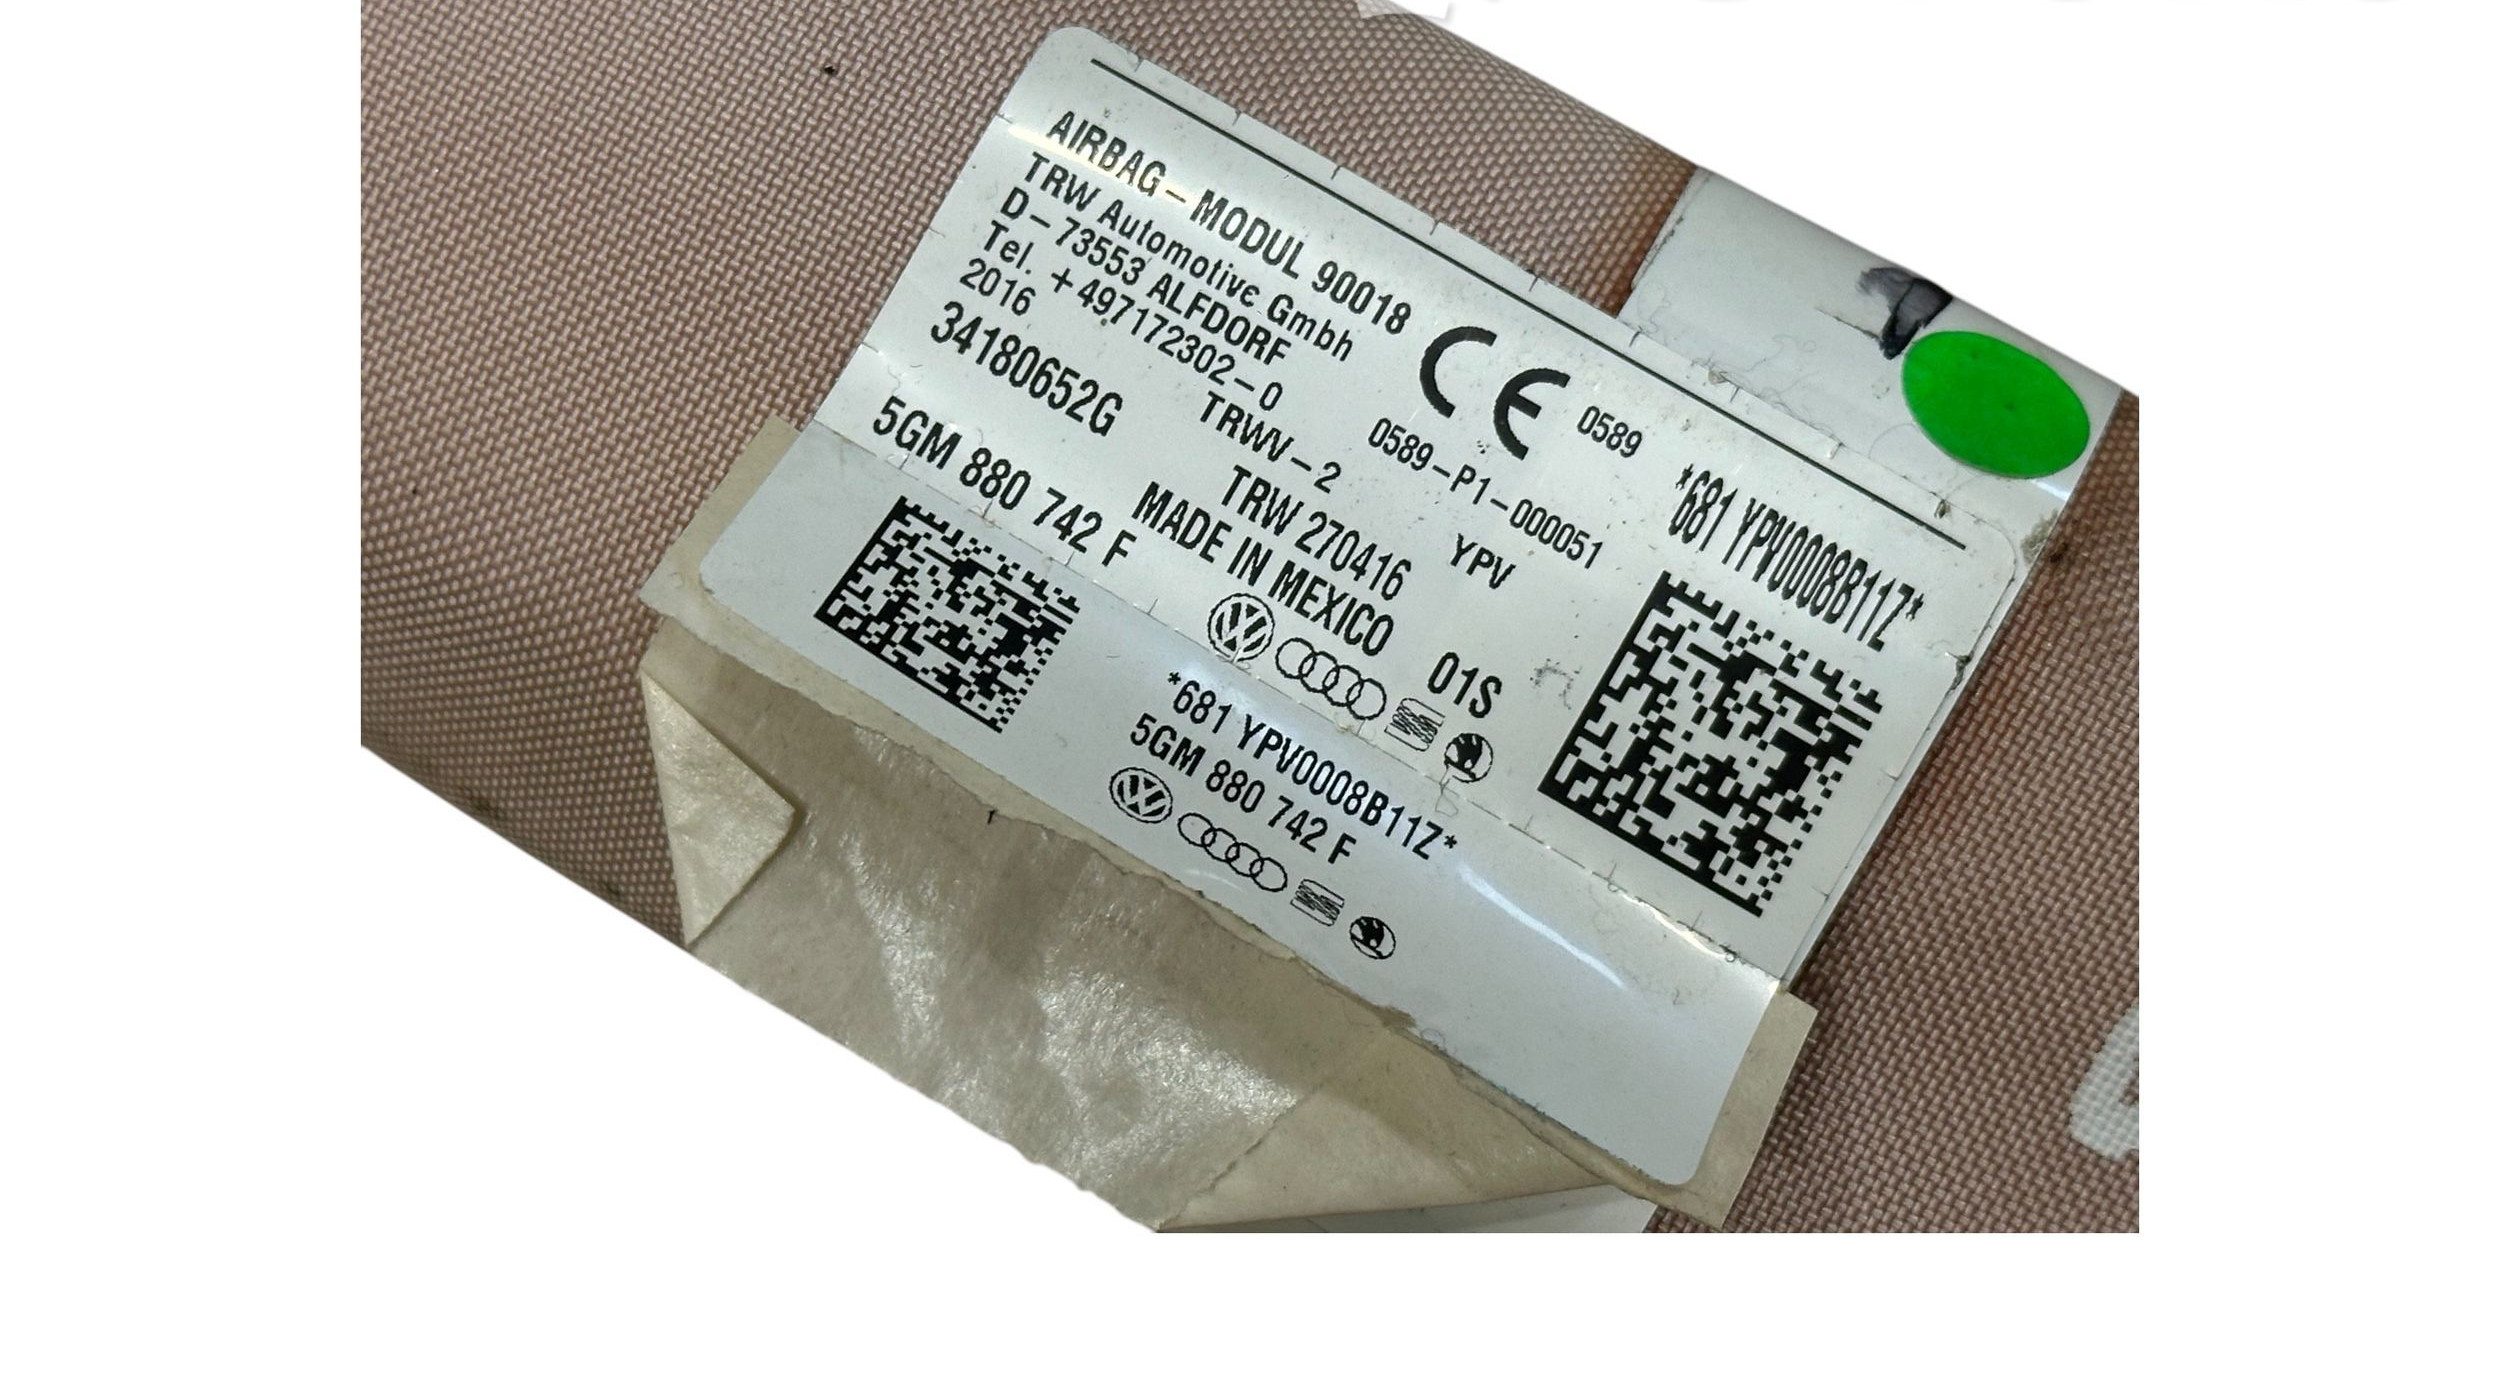 AIRBAG-MODUL 90018
TRW Automotive Gmbh
D-73553 ALFDORF
Tel. +497172302-0
2016
TRWV-2
34180652G
CE 0589
0589-P1-000051
TRW 270416
YPV
5GM 880 742 F
MADE IN MEXICO
01S
*681 YPV0008B11Z*
*681 YPV0008B11Z*
5GM 880 742 F